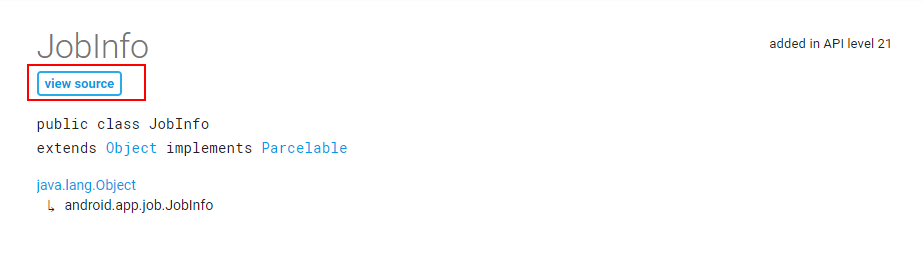 JobInfo
added in API level 21
view source
public class JobInfo
extends Object implements Parcelable
java.lang.Object
↳ android.app.job.JobInfo